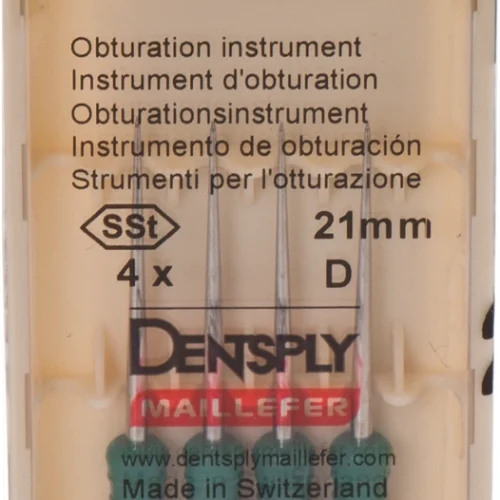 Obturation instrument
Instrument d'obturation
Obturationsinstrument
Instrumento de obturación
Strumenti per l'otturazione
SSt 21mm
4 x D
DENTSPLY
MAILLEFER
www.dentsplymaillefer.com
Made in Switzerland